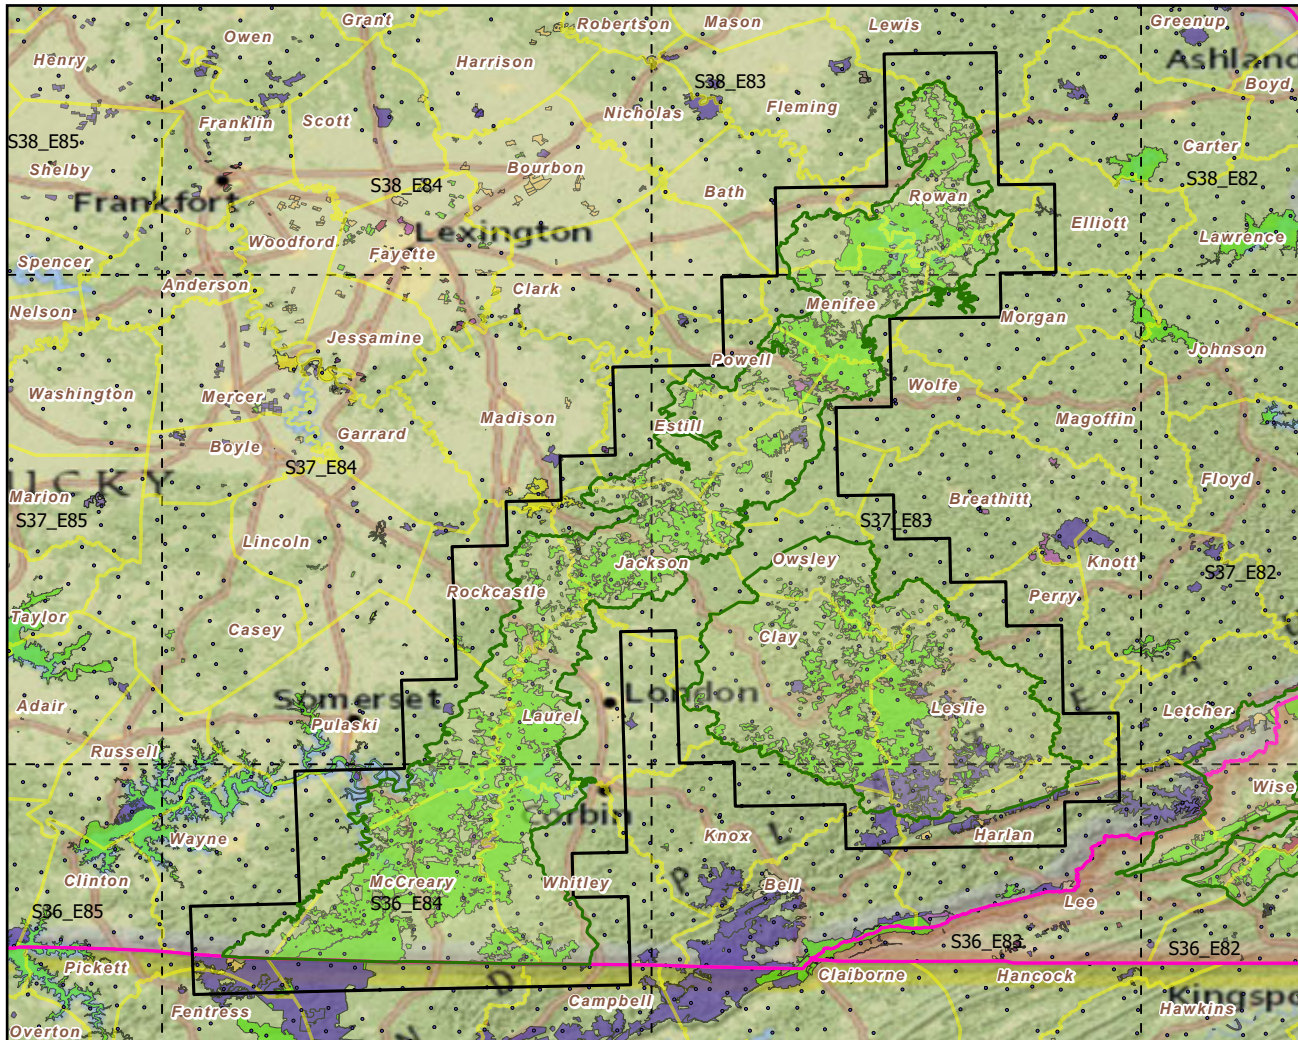 Grant
Robertson
Mason
Lewis
Greenup
Owen
Henry
Harrison
Ashland
S38_E83
Boyd
Nicholas
Fleming
Franklin
Scott
S38_E85
Shelby
Bourbon
Carter
S38_E84
S38_E82
Bath
Rowan
Frankfort
Lexington
Elliott
Lawrence
Woodford
Fayette
Spencer
Anderson
Clark
Menifee
Nelson
Morgan
Jessamine
Johnson
Powell
Wolfe
Washington
Mercer
Madison
Estill
Magoffin
Garrard
Boyle
S37_E84
UCKY
Floyd
Marion
Breathitt
S37_E85
S37_E83
Lincoln
Jackson
Owsley
Knott
S37_E82
Rockcastle
Perry
Taylor
Casey
Clay
A
Somerset
London
E
Adair
Pulaski
Laurel
Leslie
Letcher
Russell
Wise
Corbin
Wayne
Knox
L
Harlan
P
Clinton
McCreary
Whitley
Bell
S36_E84
Lee
S36_E85
S36_E83
S36_E82
Pickett
Claiborne
Hancock
D
Campbell
Kingspo
Fentress
Hawkins
Overton